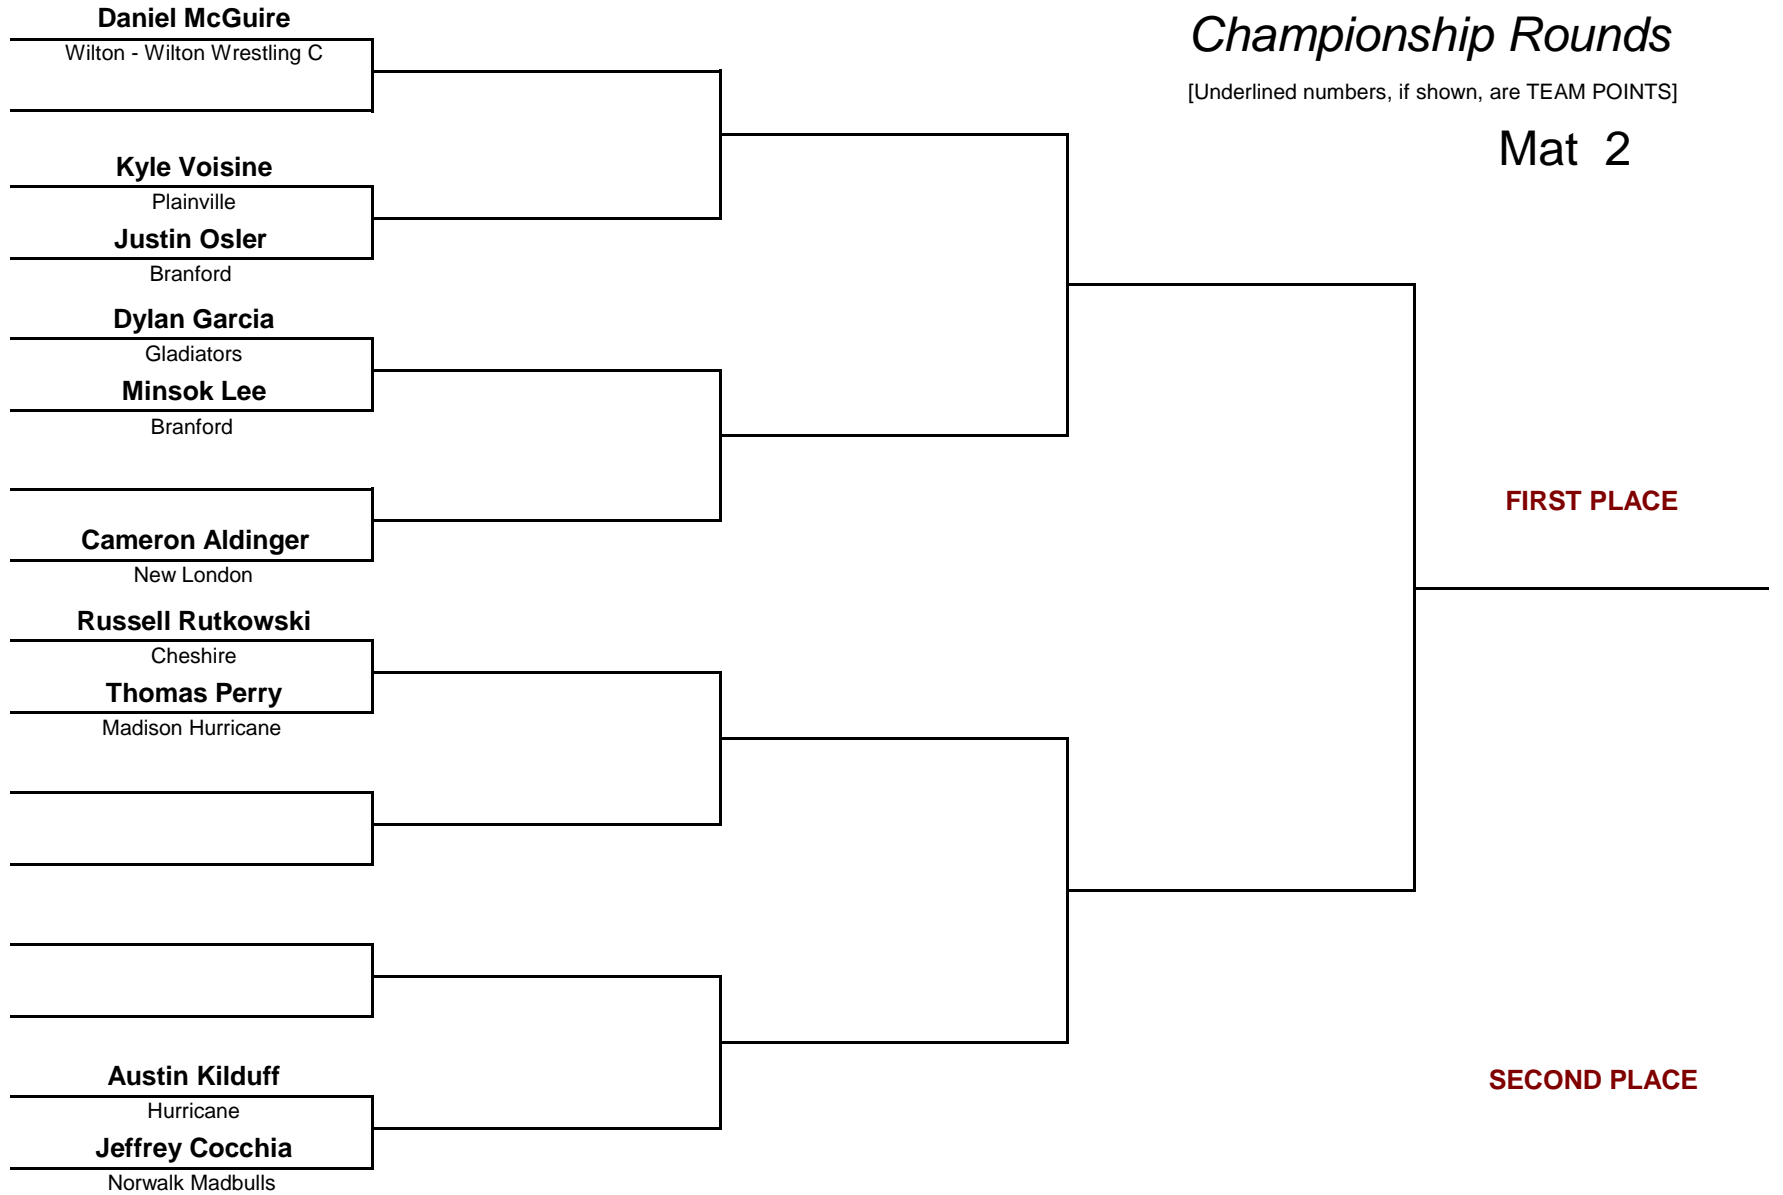 Daniel McGuire
Wilton - Wilton Wrestling C
Championship Rounds
[Underlined numbers, if shown, are TEAM POINTS]
Mat 2
Kyle Voisine
Plainville
Justin Osler
Branford
Dylan Garcia
Gladiators
Minsok Lee
Branford
FIRST PLACE
Cameron Aldinger
New London
Russell Rutkowski
Cheshire
Thomas Perry
Madison Hurricane
Austin Kilduff
SECOND PLACE
Hurricane
Jeffrey Cocchia
Norwalk Madbulls